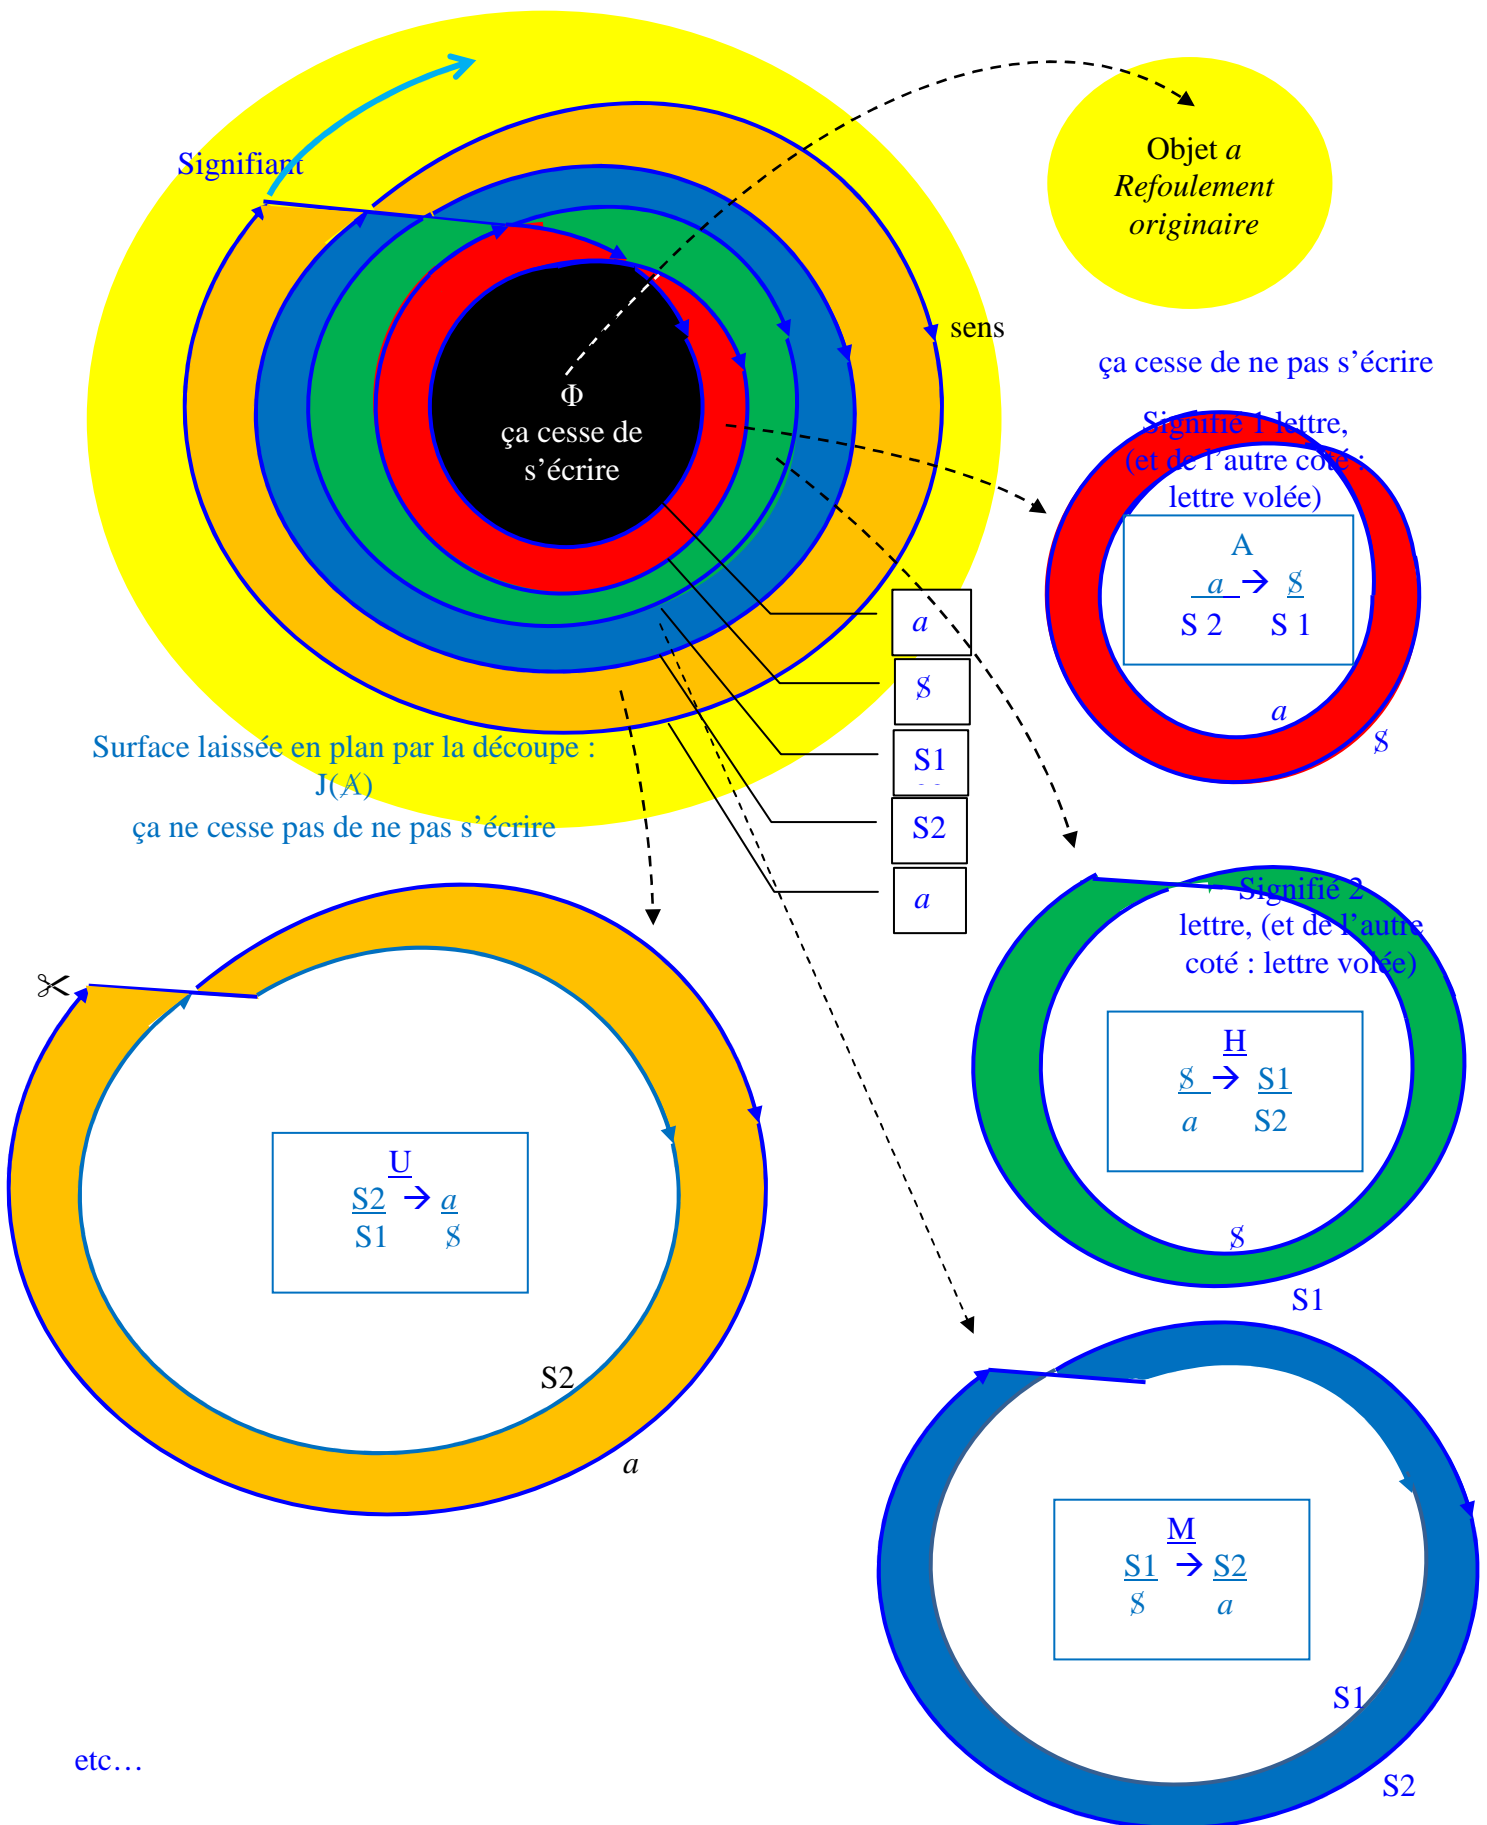 Signifiant
Objet a
Refoulement
originaire
sens
ça cesse de ne pas s’écrire
Φ
ça cesse de
s’écrire
Signifié 1 lettre,
(et de l’autre coté :
lettre volée)
A
a → $
S 2 S 1
a
$
a
$
S1
S2
a
Surface laissée en plan par la découpe :
J(Ⱥ)
ça ne cesse pas de ne pas s’écrire
← Signifié 2
lettre, (et de l’autre
coté : lettre volée)
H
$ → S1
a S2
$
S1
✂
U
S2 → a
S1 $
S2
a
M
S1 → S2
$ a
S1
S2
etc…